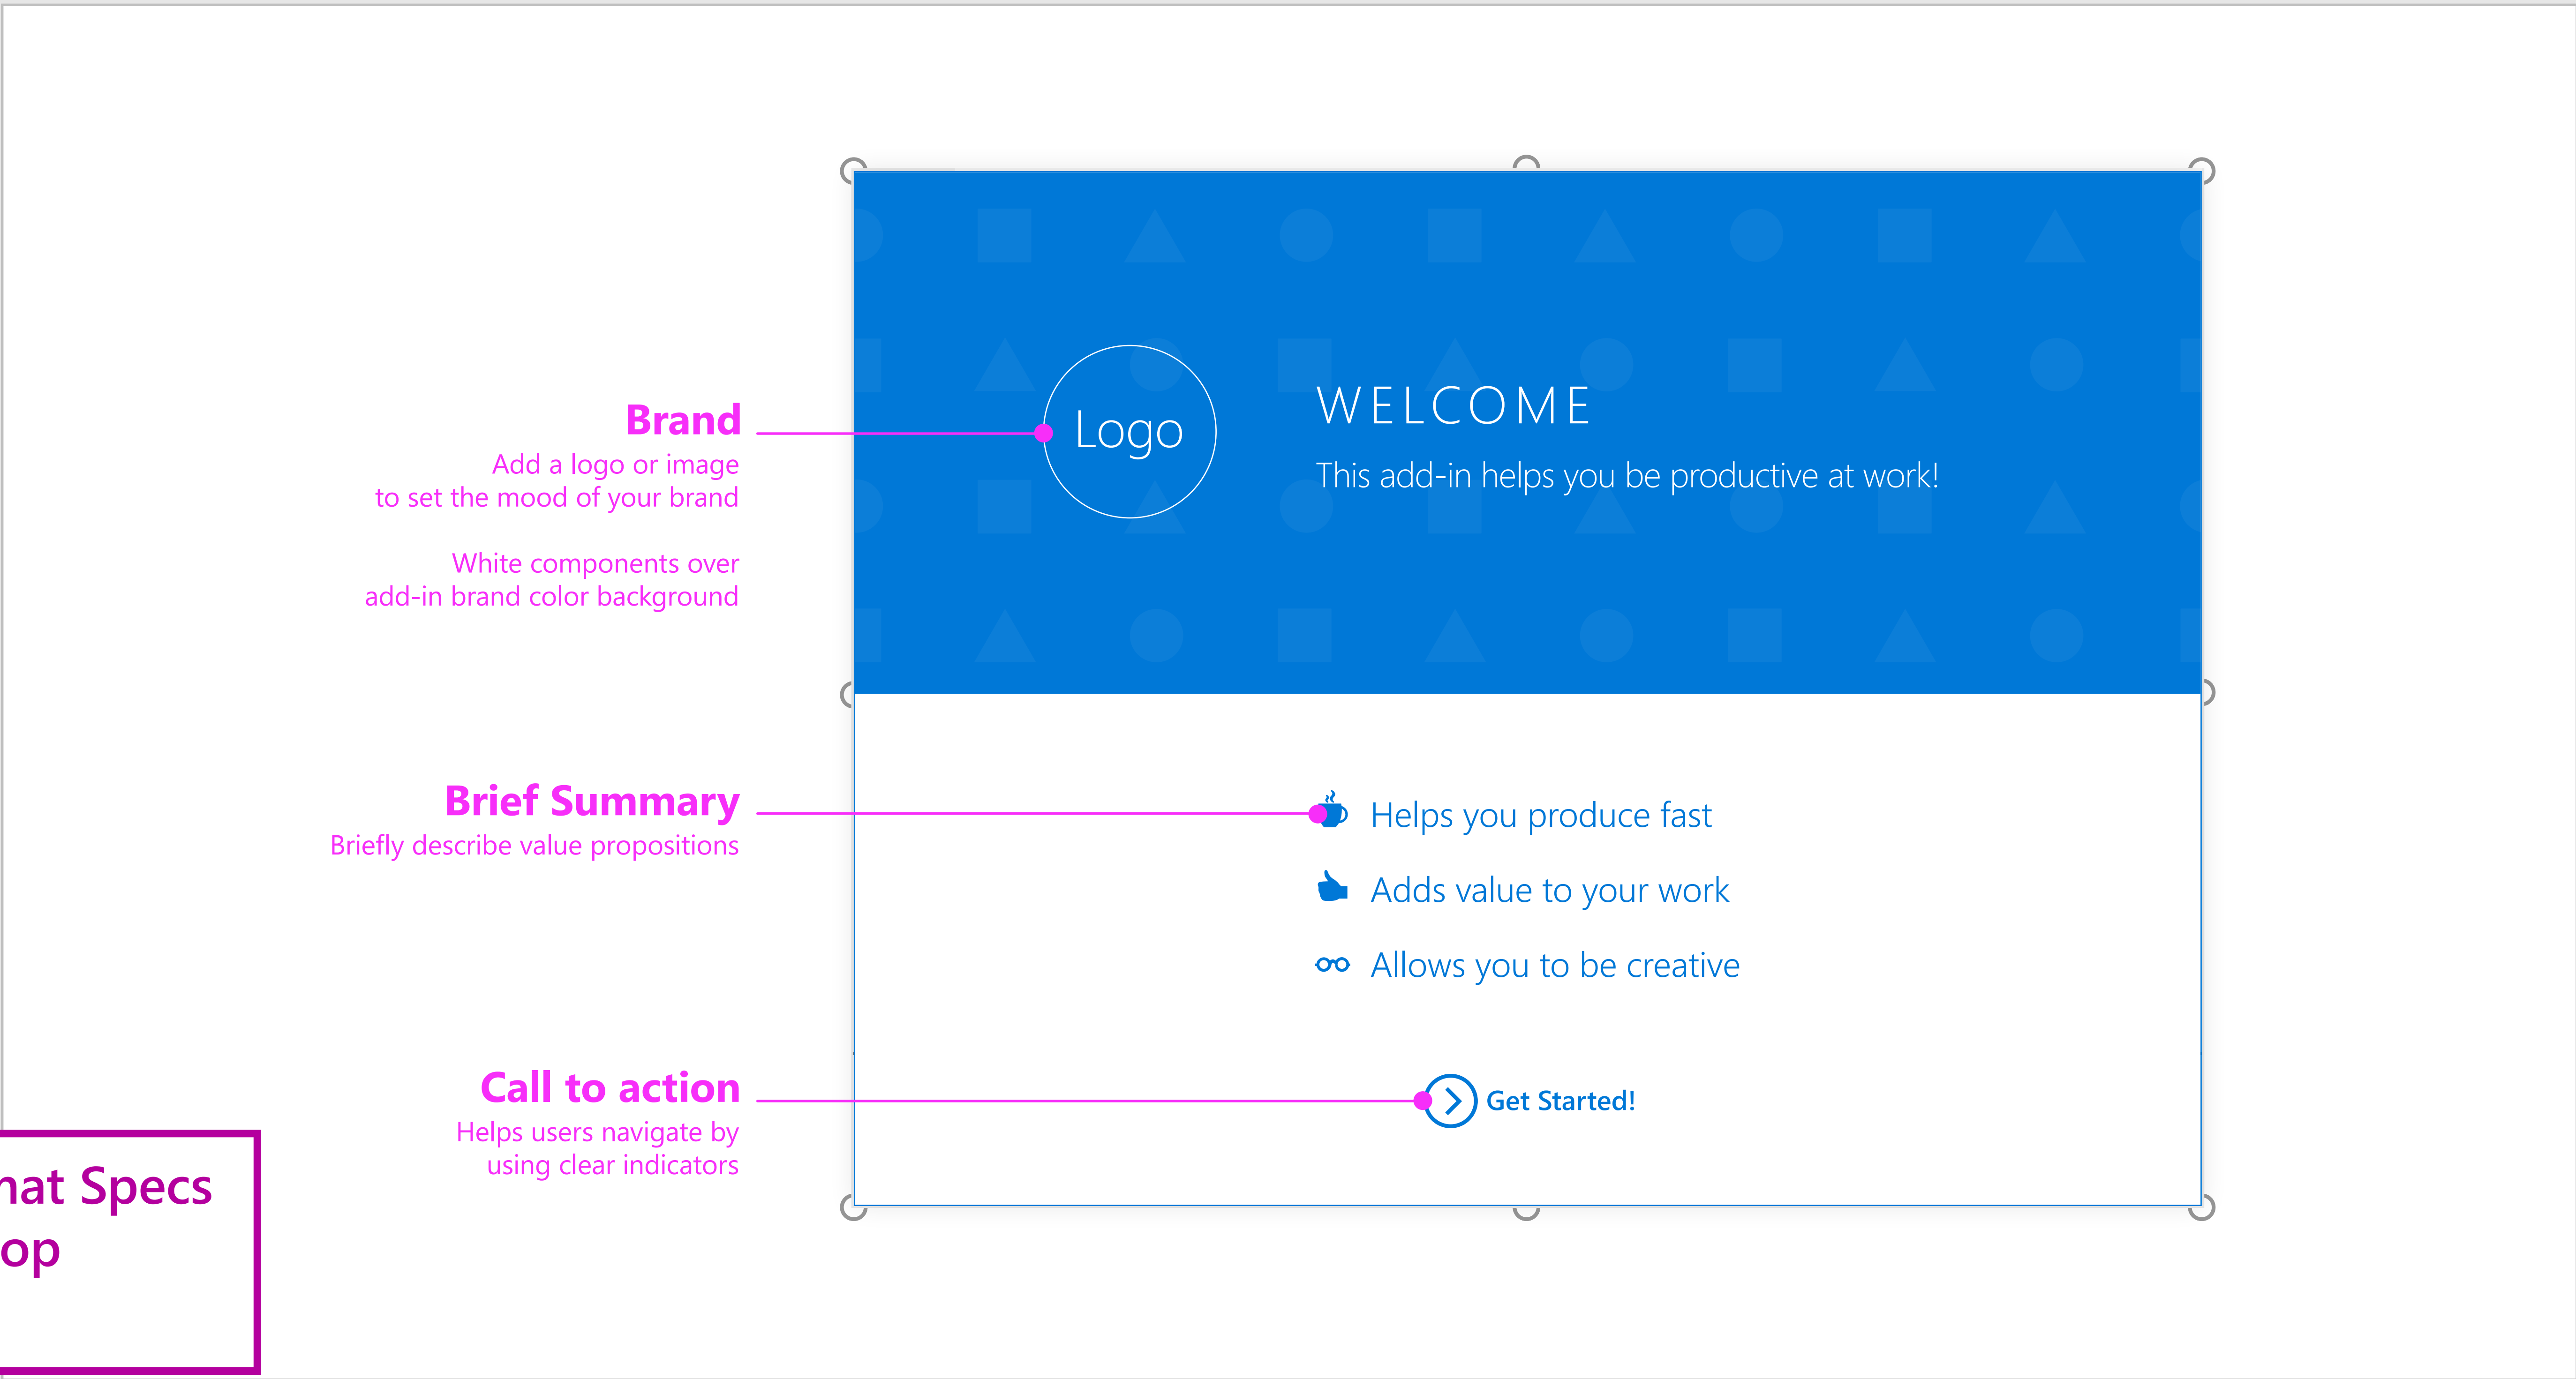 Brand
Add a logo or image
to set the mood of your brand
White components over
add-in brand color background
Logo
WELCOME
This add-in helps you be productive at work!
Brief Summary
Briefly describe value propositions
Helps you produce fast
Adds value to your work
Allows you to be creative
Call to action
Helps users navigate by
using clear indicators
Get Started!
Specs